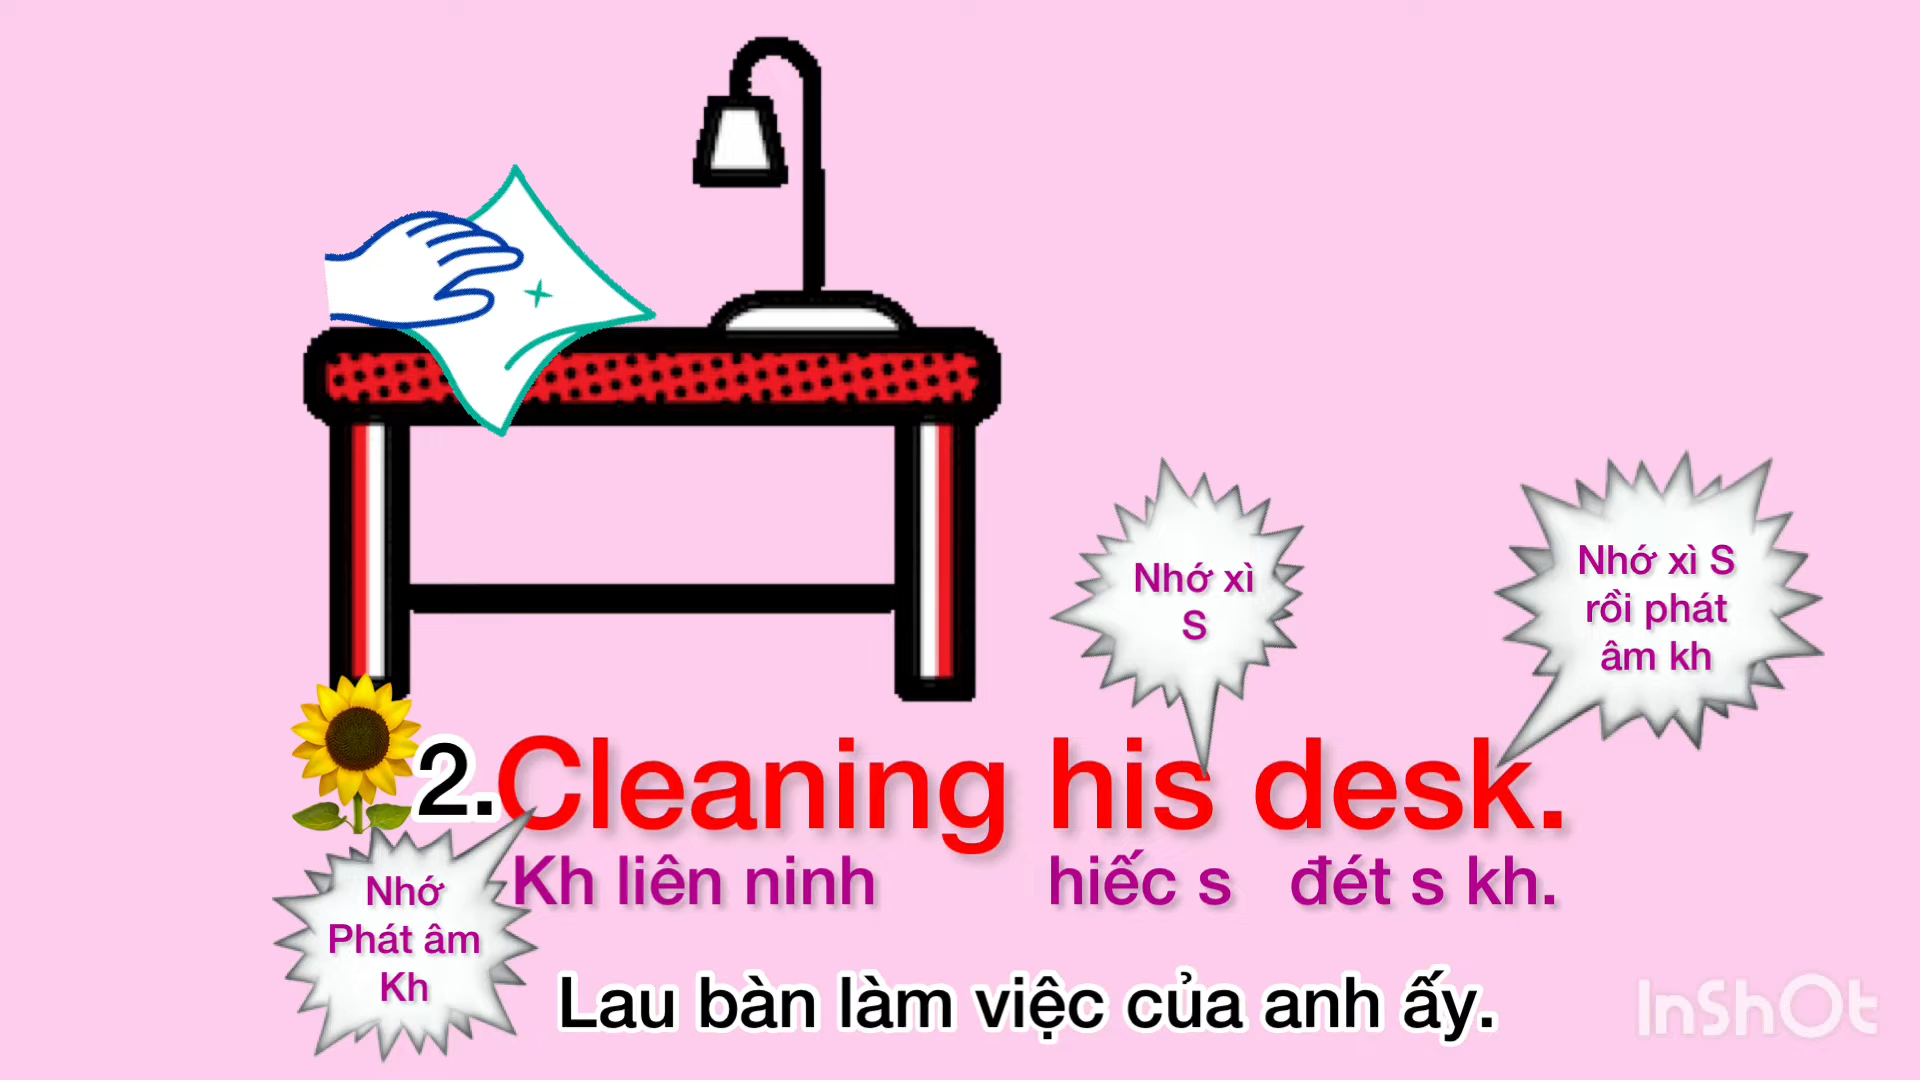 Nhớ xì
S
Nhớ xì S
rồi phát
âm kh
2.Cleaning his desk.
Kh liên ninh hiếc s đét s kh.
Nhớ
Phát âm
Kh
Lau bàn làm việc của anh ấy.
InShOt